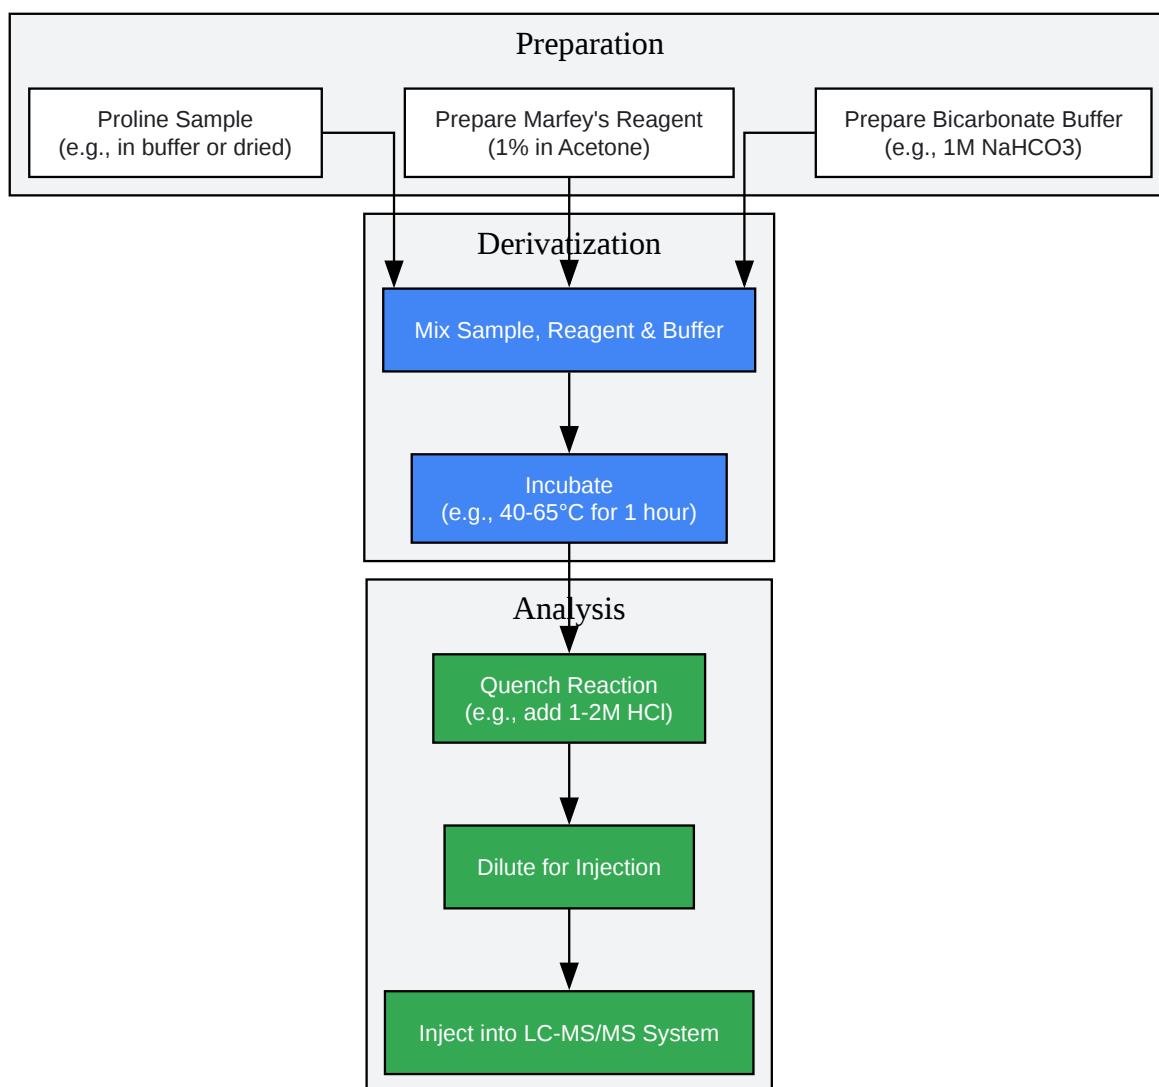 Preparation
Proline Sample
(e.g., in buffer or dried)
Prepare Marfey's Reagent
(1% in Acetone)
Prepare Bicarbonate Buffer
(e.g., 1M NaHCO3)
Derivatization
Mix Sample, Reagent & Buffer
Incubate
(e.g., 40-65°C for 1 hour)
Analysis
Quench Reaction
(e.g., add 1-2M HCl)
Dilute for Injection
Inject into LC-MS/MS System